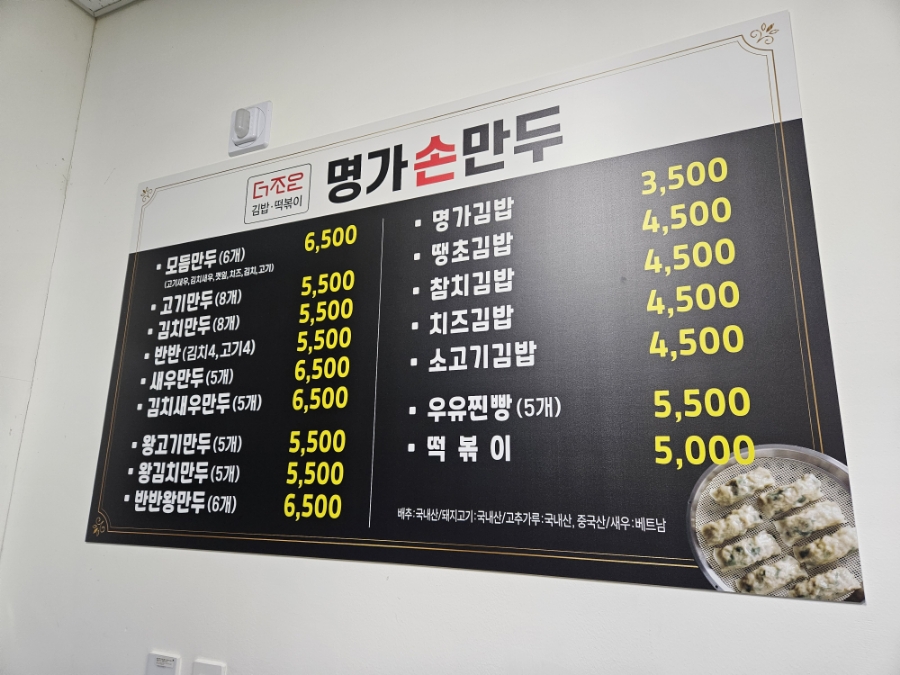 더조은
김밥·떡볶이
명가손만두
▪ 모듬만두(6개) 6,500
(고기새우, 김치새우, 깻잎, 치즈, 김치, 고기)
▪ 고기만두(8개) 5,500
▪ 김치만두(8개) 5,500
▪ 반반(김치4, 고기4) 5,500
▪ 새우만두(5개) 6,500
▪ 김치새우만두(5개) 6,500
▪ 왕고기만두(5개) 5,500
▪ 왕김치만두(5개) 5,500
▪ 반반왕만두(6개) 6,500
▪ 명가김밥 3,500
▪ 땡초김밥 4,500
▪ 참치김밥 4,500
▪ 치즈김밥 4,500
▪ 소고기김밥 4,500
▪ 우유찐빵(5개) 5,500
▪ 떡 볶 이 5,000
배추:국내산/돼지고기:국내산/고추가루:국내산, 중국산/새우:베트남